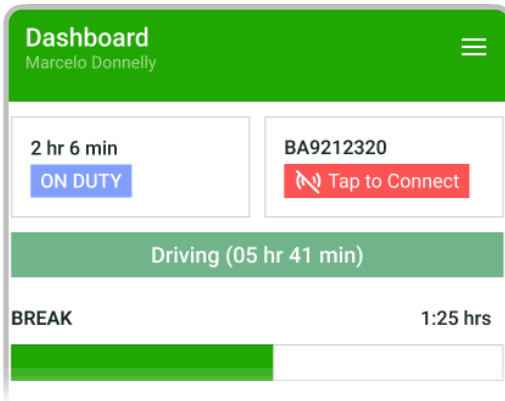 Dashboard
Marcelo Donnelly
2 hr 6 min
ON DUTY
BA9212320
Tap to Connect
Driving (05 hr 41 min)
BREAK 1:25 hrs